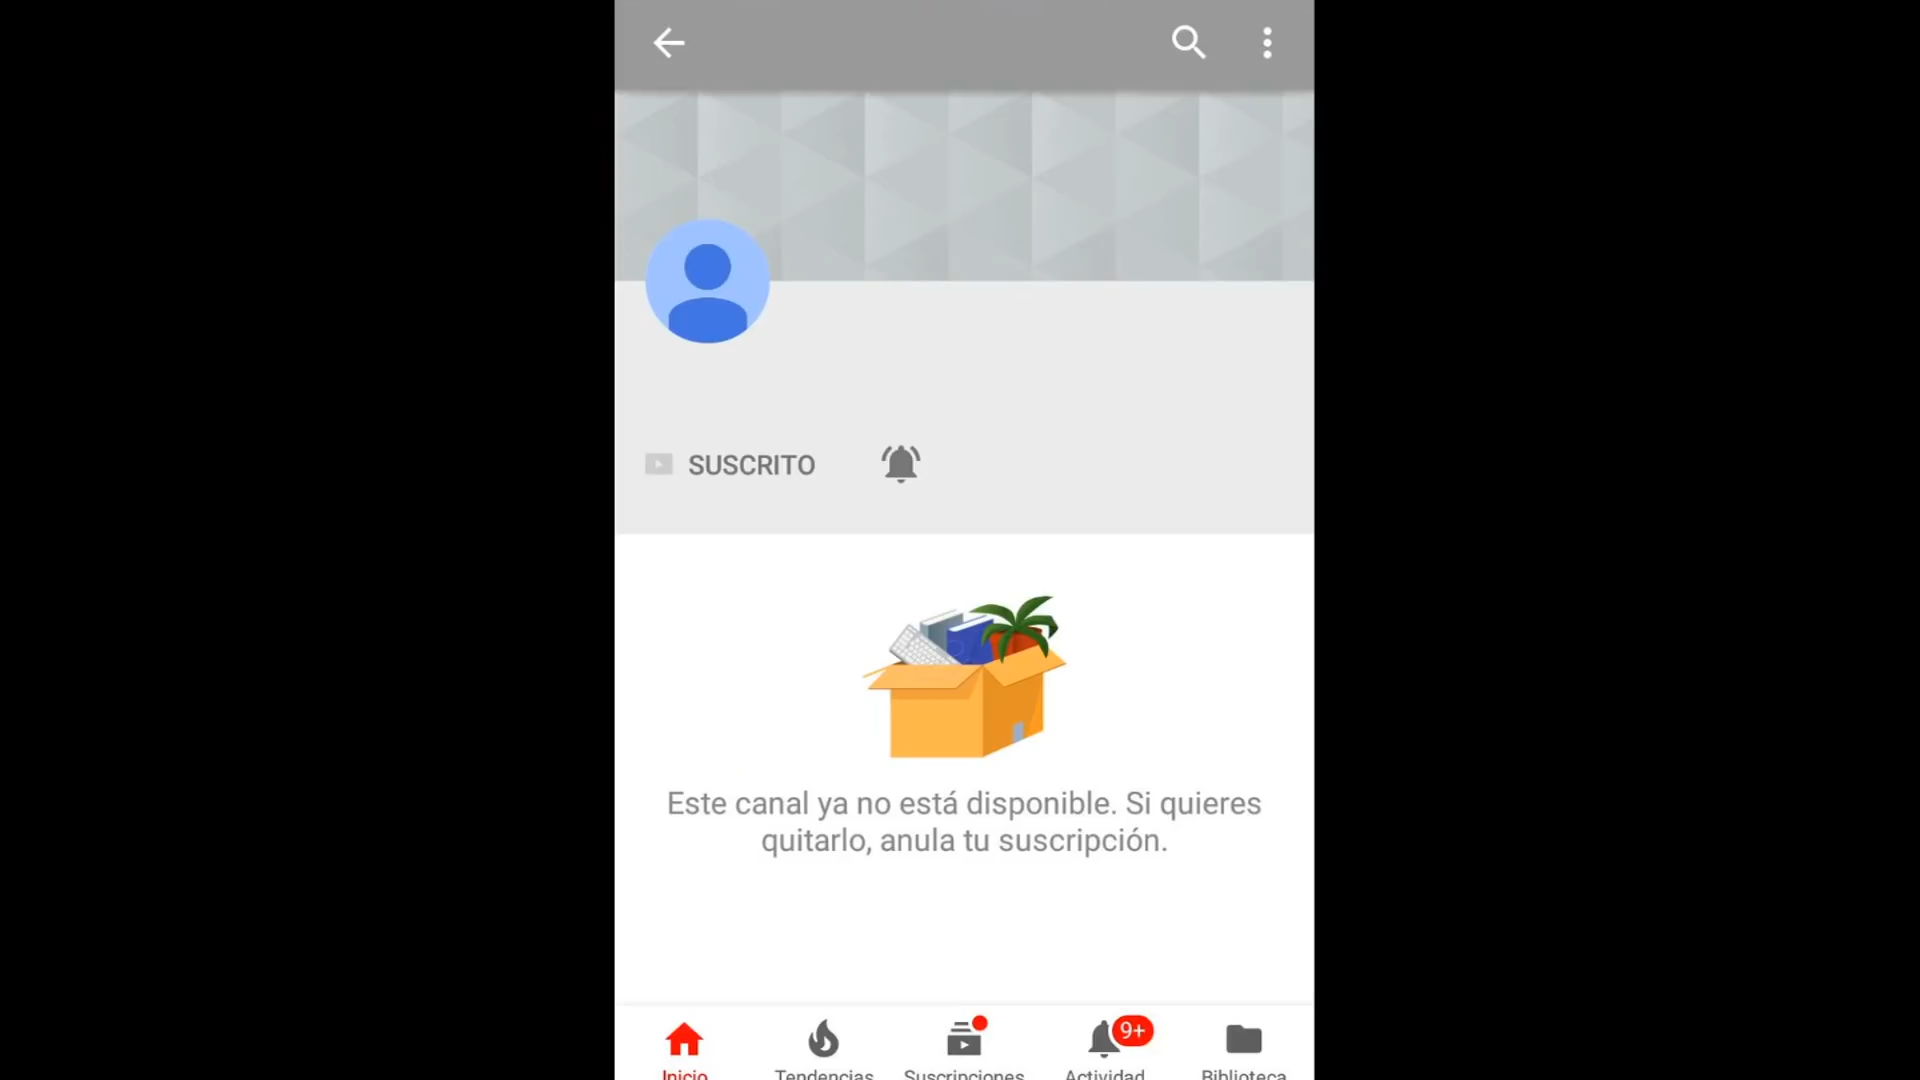 SUSCRITO
Este canal ya no está disponible. Si quieres
quitarlo, anula tu suscripción.
9+
Inicio Tendencias Suscripciones Actividad Biblioteca